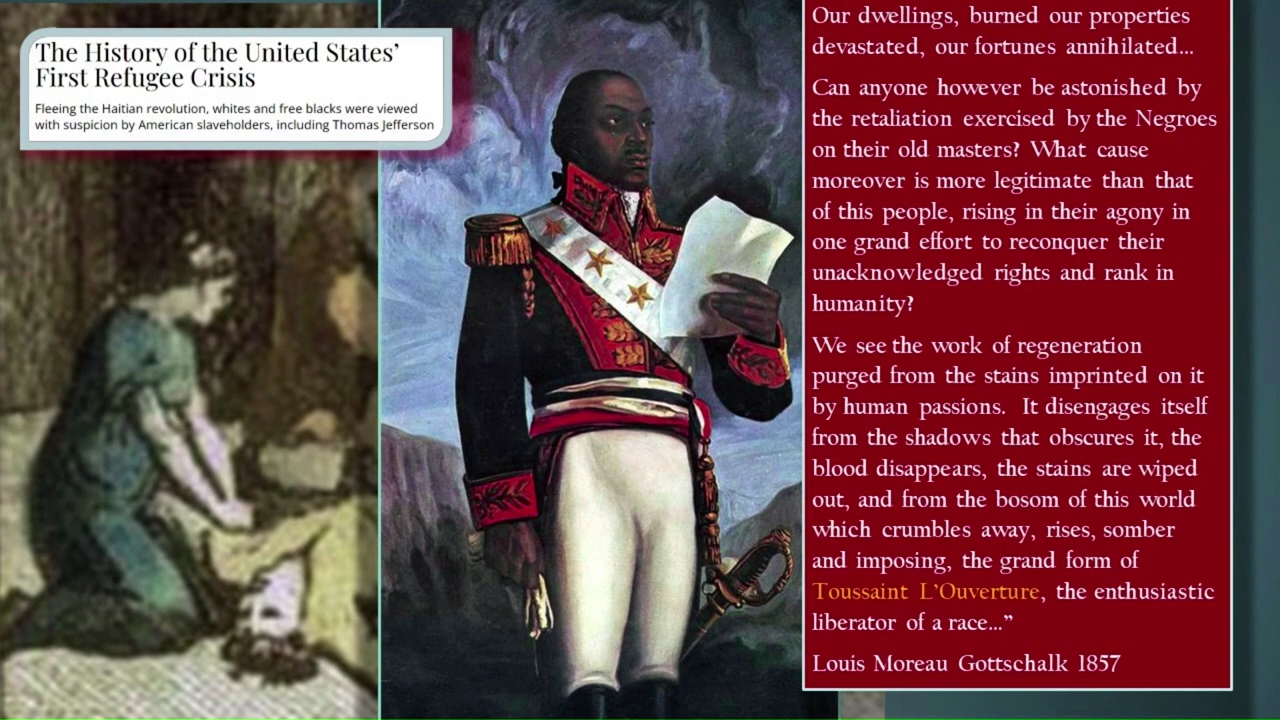 The History of the United States’
First Refugee Crisis
Fleeing the Haitian revolution, whites and free blacks were viewed
with suspicion by American slaveholders, including Thomas Jefferson
Our dwellings, burned our properties
devastated, our fortunes annihilated...
Can anyone however be astonished by
the retaliation exercised by the Negroes
on their old masters? What cause
moreover is more legitimate than that
of this people, rising in their agony in
one grand effort to reconquer their
unacknowledged rights and rank in
humanity?
We see the work of regeneration
purged from the stains imprinted on it
by human passions. It disengages itself
from the shadows that obscures it, the
blood disappears, the stains are wiped
out, and from the bosom of this world
which crumbles away, rises, somber
and imposing, the grand form of
Toussaint L’Ouverture, the enthusiastic
liberator of a race...”
Louis Moreau Gottschalk 1857